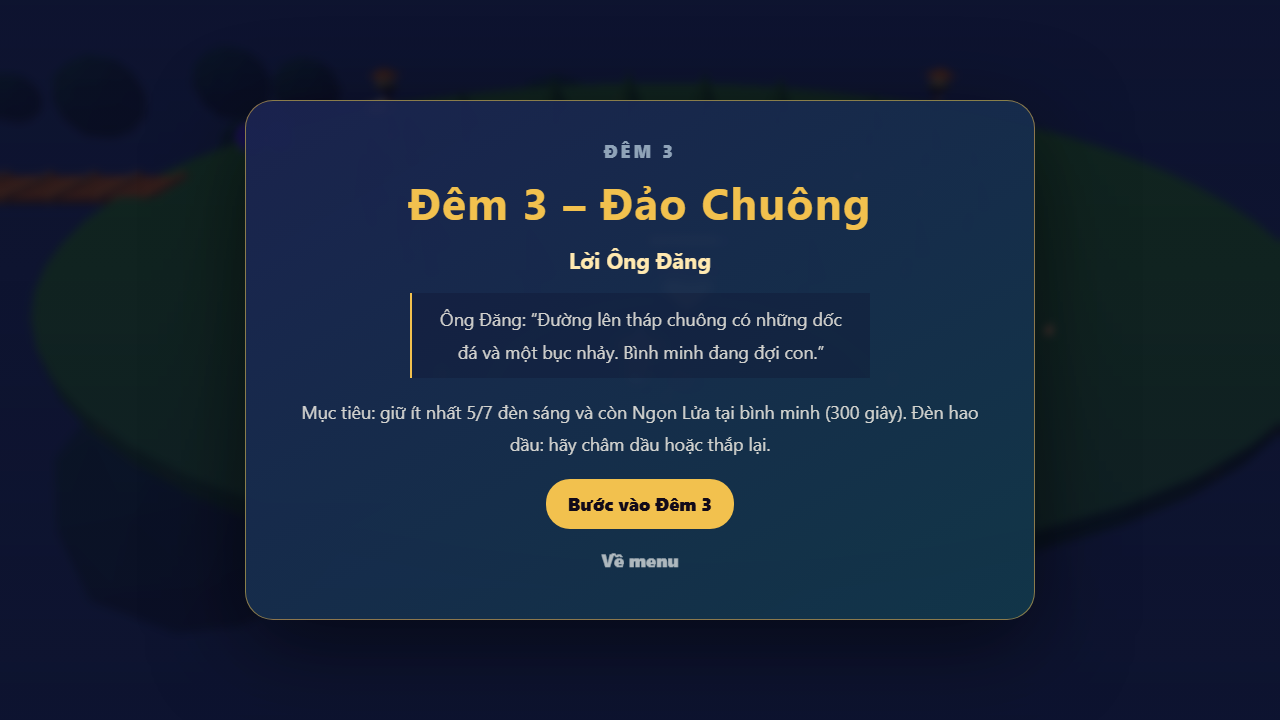 ĐÊM 3
Đêm 3 – Đảo Chuông
Lời Ông Đăng
Ông Đăng: “Đường lên tháp chuông có những dốc
đá và một bục nhảy. Bình minh đang đợi con.”
Mục tiêu: giữ ít nhất 5/7 đèn sáng và còn Ngọn Lửa tại bình minh (300 giây). Đèn hao
dầu: hãy châm dầu hoặc thắp lại.
Bước vào Đêm 3
Về menu